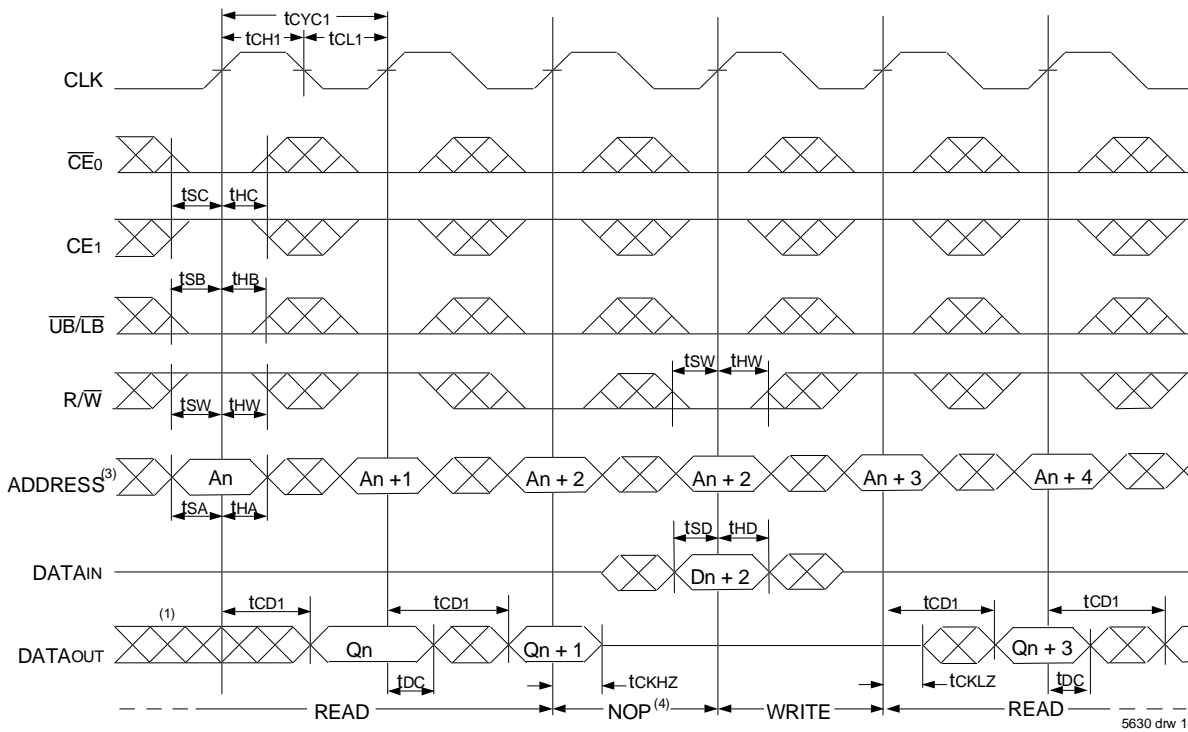 tCYC1
tCH1 tCL1
CLK
CE0
tSC tHC
CE1
tSB tHB
UB/LB
tSW tHW
R/W
tSW tHW
ADDRESS(3) An An +1 An + 2 An + 2 An + 3 An + 4
tSA tHA
tSD tHD
DATAIN Dn + 2
(1) tCD1 tCD1 tCD1 tCD1
DATAOUT Qn Qn + 1 Qn + 3
tDC tCKHZ tCKLZ tDC
READ NOP(4) WRITE READ
5630 drw 1